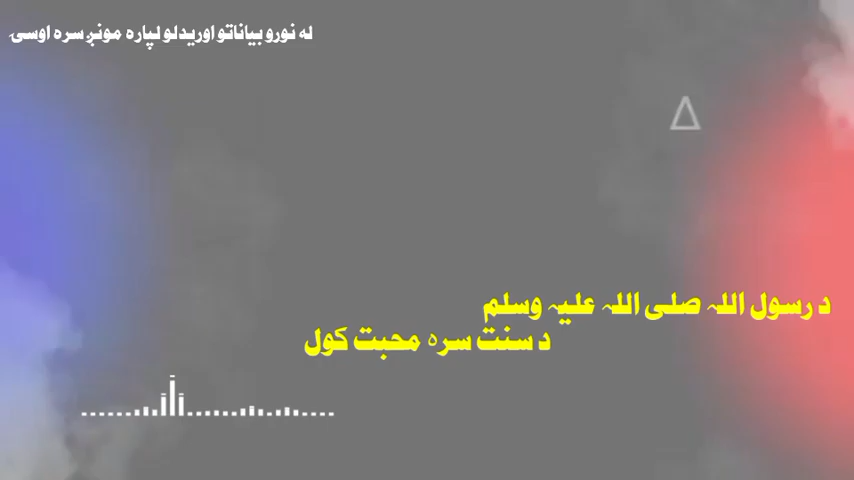 له نورو بیاناتو اوریدلو لپاره مونږ سره اوسئ
د رسول الله صلی الله علیه وسلم
د سنت سره محبت کول